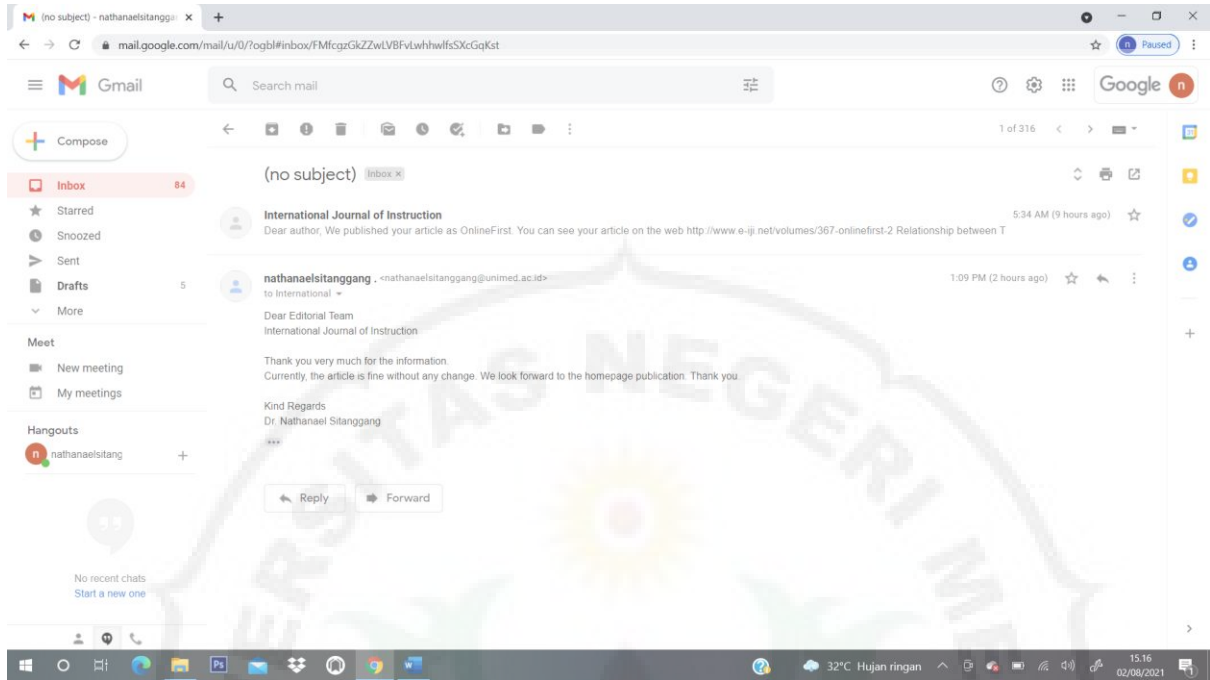 (no subject) - nathanaelsitangga
mail.google.com/mail/u/0/?ogbl#inbox/FMfcgzGkZZwLVBFvLwhhwlfsSXcGqKst
n Paused
Gmail
Search mail
Google n
Compose
1 of 316
Inbox 84
(no subject) Inbox ×
Starred
International Journal of Instruction 5:34 AM (9 hours ago)
Dear author, We published your article as OnlineFirst. You can see your article on the web http://www.e-iji.net/volumes/367-onlinefirst-2 Relationship between T
Snoozed
Sent
Drafts 5
More
nathanaelsitanggang . <nathanaelsitanggang@unimed.ac.id> 1:09 PM (2 hours ago)
to International
Dear Editorial Team
International Journal of Instruction
Thank you very much for the information.
Currently, the article is fine without any change. We look forward to the homepage publication. Thank you.
Kind Regards
Dr. Nathanael Sitanggang
Reply Forward
Meet
New meeting
My meetings
Hangouts
n nathanaelsitang
No recent chats
Start a new one
32°C Hujan ringan
15.16
02/08/2021
ERSITAS NEGERI ME